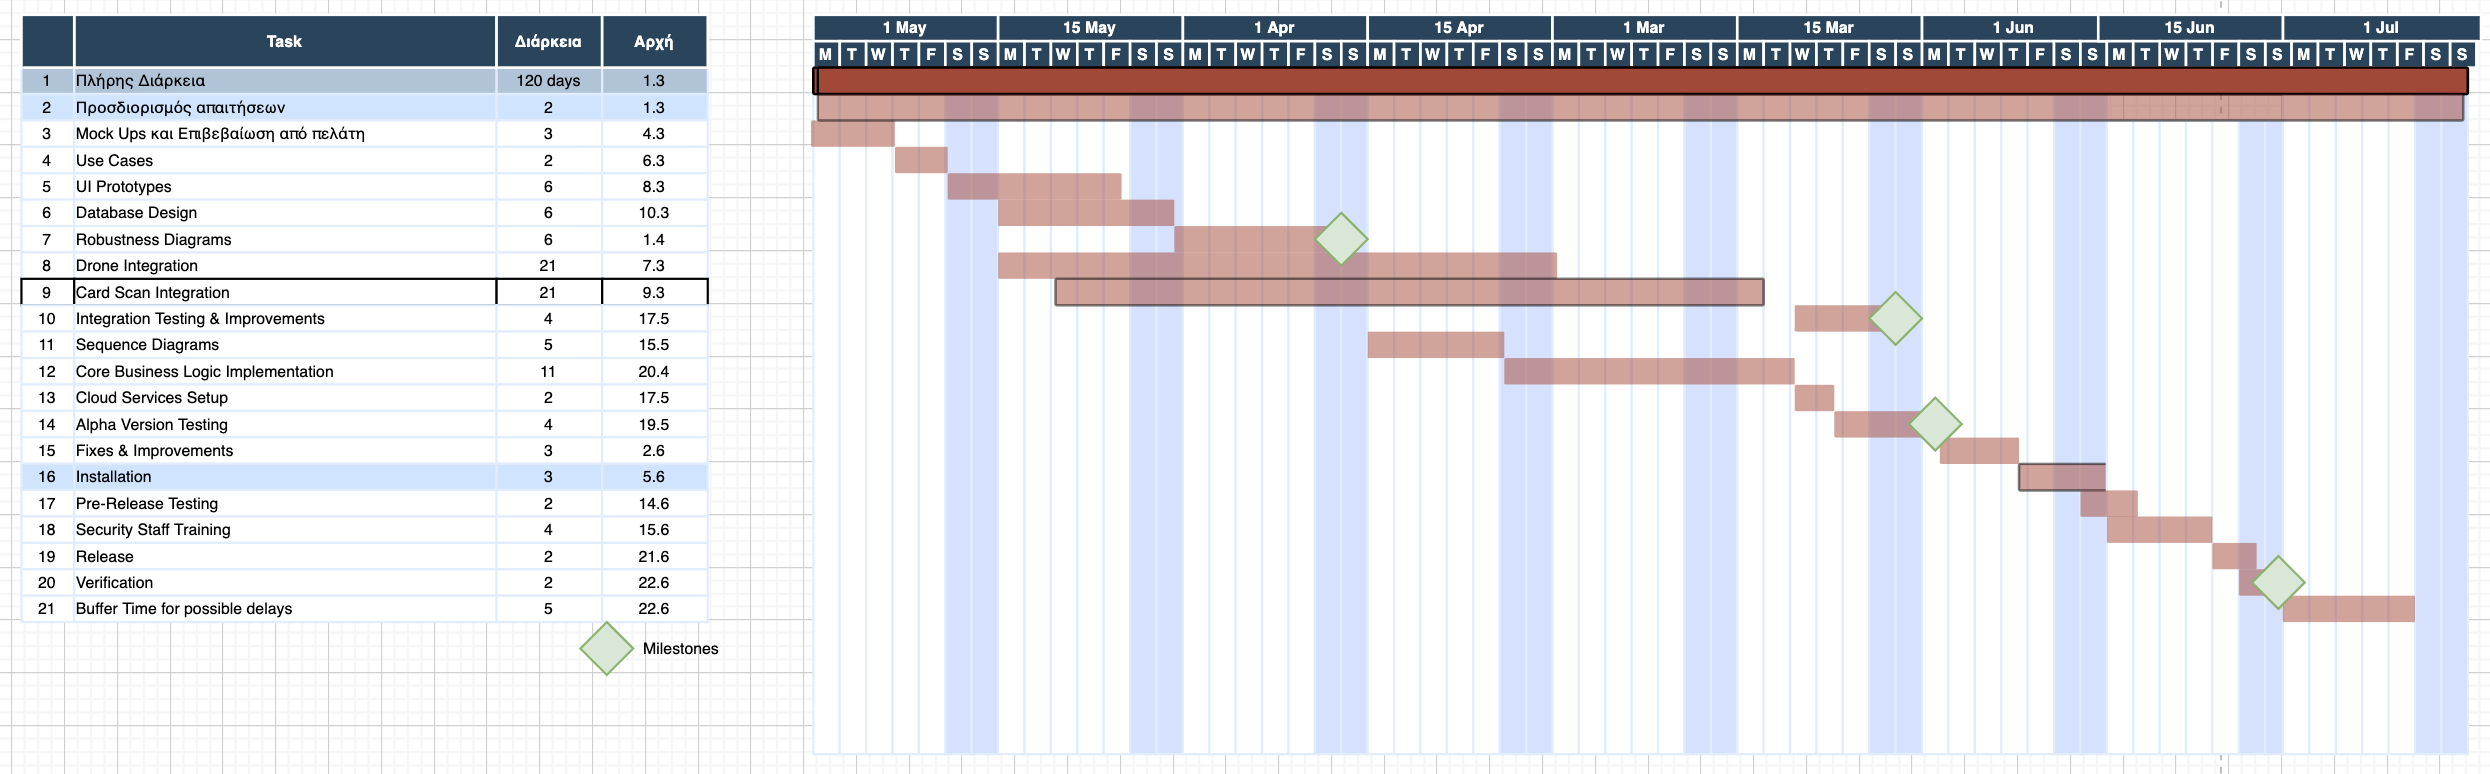 Task Διάρκεια Αρχή
1 Πλήρης Διάρκεια 120 days 1.3
2 Προσδιορισμός απαιτήσεων 2 1.3
3 Mock Ups και Επιβεβαίωση από πελάτη 3 4.3
4 Use Cases 2 6.3
5 UI Prototypes 6 8.3
6 Database Design 6 10.3
7 Robustness Diagrams 6 1.4
8 Drone Integration 21 7.3
9 Card Scan Integration 21 9.3
10 Integration Testing & Improvements 4 17.5
11 Sequence Diagrams 5 15.5
12 Core Business Logic Implementation 11 20.4
13 Cloud Services Setup 2 17.5
14 Alpha Version Testing 4 19.5
15 Fixes & Improvements 3 2.6
16 Installation 3 5.6
17 Pre-Release Testing 2 14.6
18 Security Staff Training 4 15.6
19 Release 2 21.6
20 Verification 2 22.6
21 Buffer Time for possible delays 5 22.6
Milestones
1 May 15 May 1 Apr 15 Apr 1 Mar 15 Mar 1 Jun 15 Jun 1 Jul
M T W T F S S M T W T F S S M T W T F S S M T W T F S S M T W T F S S M T W T F S S M T W T F S S M T W T F S S M T W T F S S